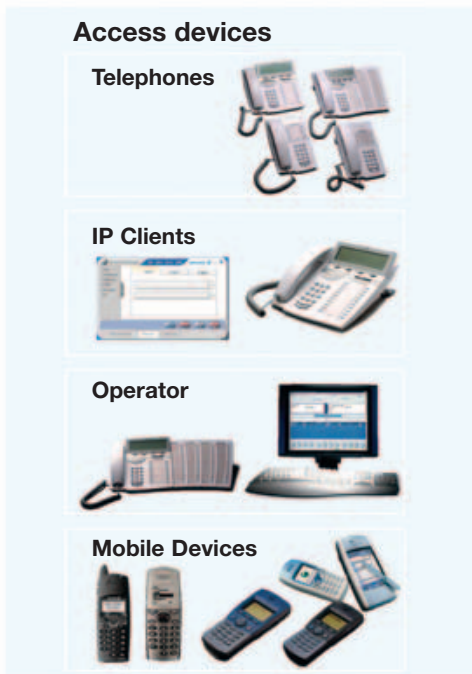 Access devices
Telephones
IP Clients
Operator
Mobile Devices